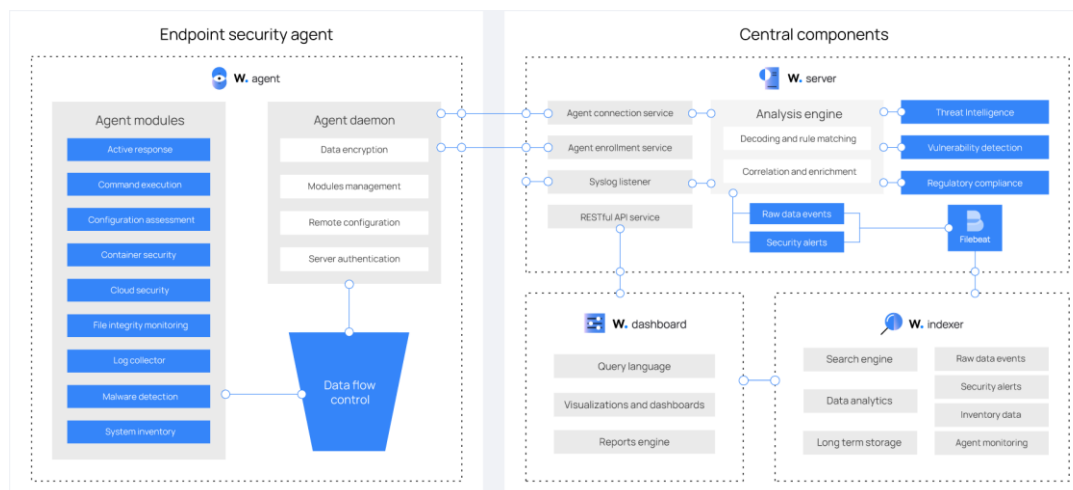 Endpoint security agent
W. agent
Agent modules
Active response
Command execution
Configuration assessment
Container security
Cloud security
File integrity monitoring
Log collector
Malware detection
System inventory
Agent daemon
Data encryption
Modules management
Remote configuration
Server authentication
Data flow
control
Central components
W. server
Agent connection service
Agent enrollment service
Syslog listener
RESTful API service
Analysis engine
Decoding and rule matching
Correlation and enrichment
Raw data events
Security alerts
Threat Intelligence
Vulnerability detection
Regulatory compliance
Filebeat
W. dashboard
Query language
Visualizations and dashboards
Reports engine
W. indexer
Search engine
Data analytics
Long term storage
Raw data events
Security alerts
Inventory data
Agent monitoring